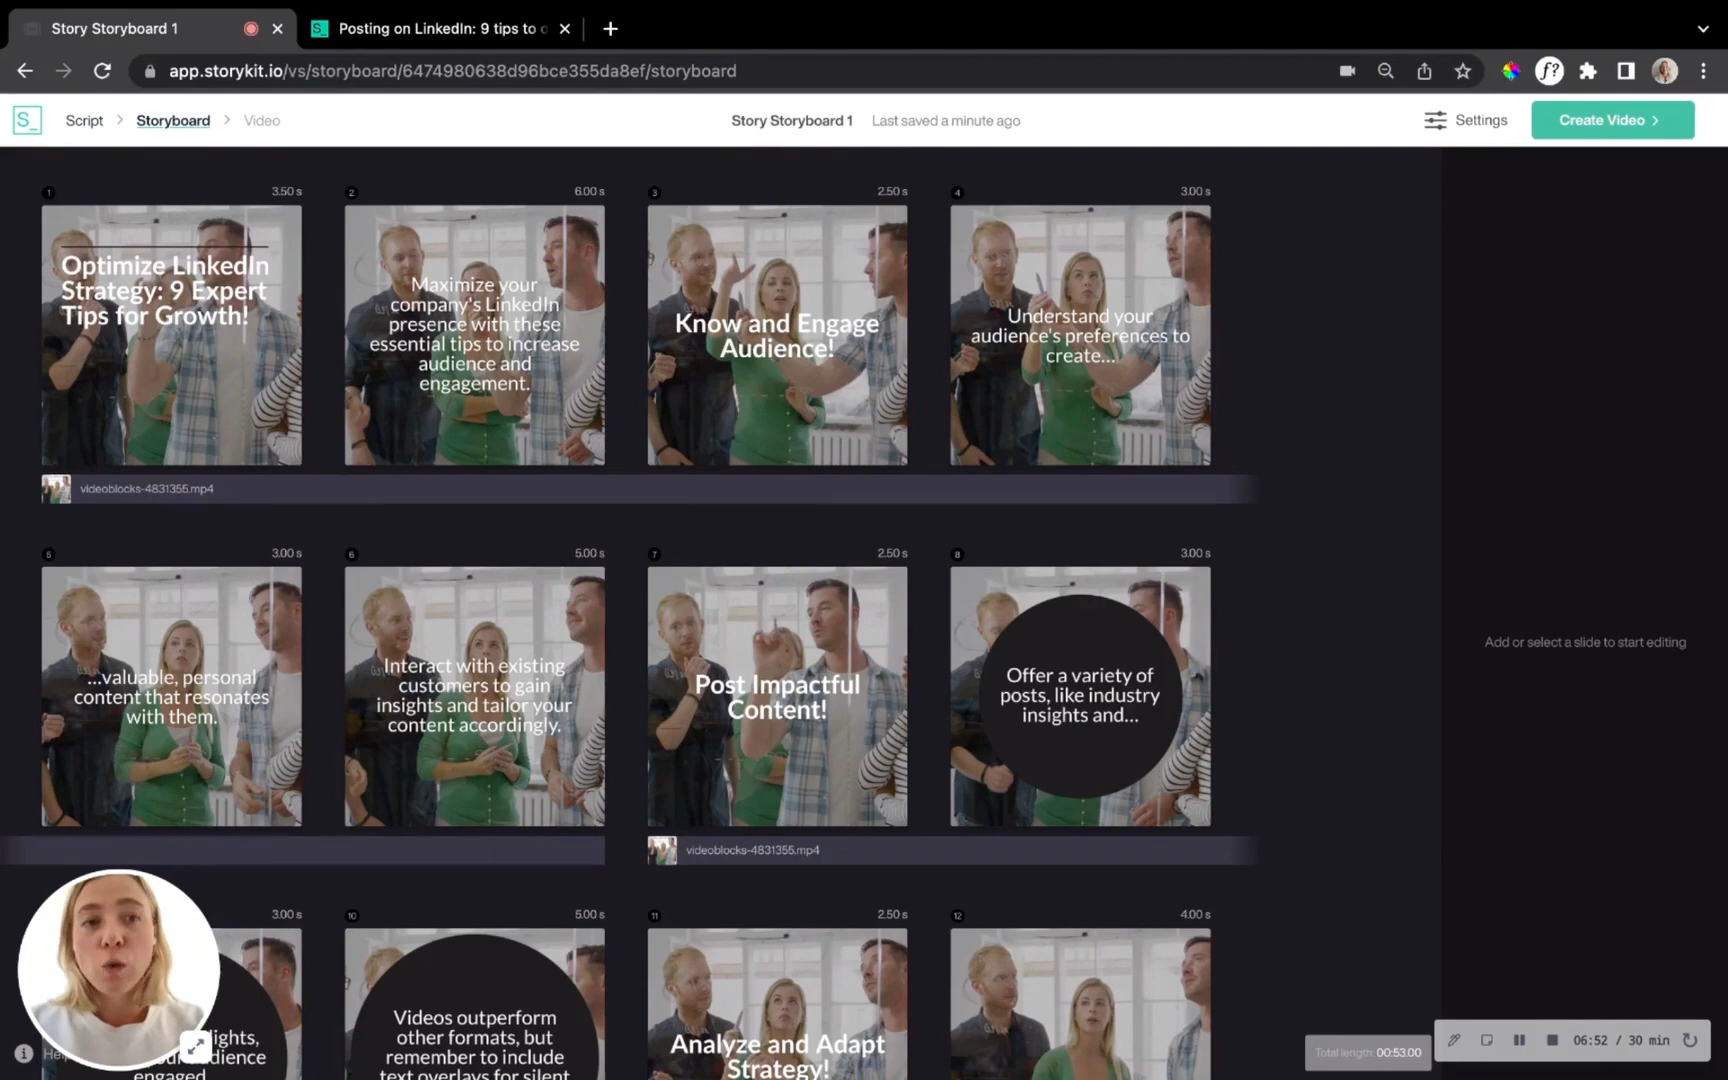 Story Storyboard 1
Posting on LinkedIn: 9 tips to
app.storykit.io/vs/storyboard/6474980638d96bce355da8ef/storyboard
f?
S_
Script
Storyboard
Video
Story Storyboard 1
Last saved a minute ago
Settings
Create Video
1
3.50 s
2
6.00 s
3
2.50 s
4
3.00 s
Optimize LinkedIn
Strategy: 9 Expert
Tips for Growth!
Maximize your
company's LinkedIn
presence with these
essential tips to increase
audience and
engagement.
Know and Engage
Audience!
Understand your
audience's preferences to
create...
videoblocks-4831355.mp4
5
3.00 s
6
5.00 s
7
2.50 s
8
3.00 s
...valuable, personal
content that resonates
with them.
Interact with existing
customers to gain
insights and tailor your
content accordingly.
Post Impactful
Content!
Offer a variety of
posts, like industry
insights and...
Add or select a slide to start editing
videoblocks-4831355.mp4
3.00 s
10
5.00 s
11
2.50 s
12
4.00 s
Videos outperform
other formats, but
remember to include
text overlays for silent
Analyze and Adapt
Strategy!
Total length: 00:53.00
06:52 / 30 min